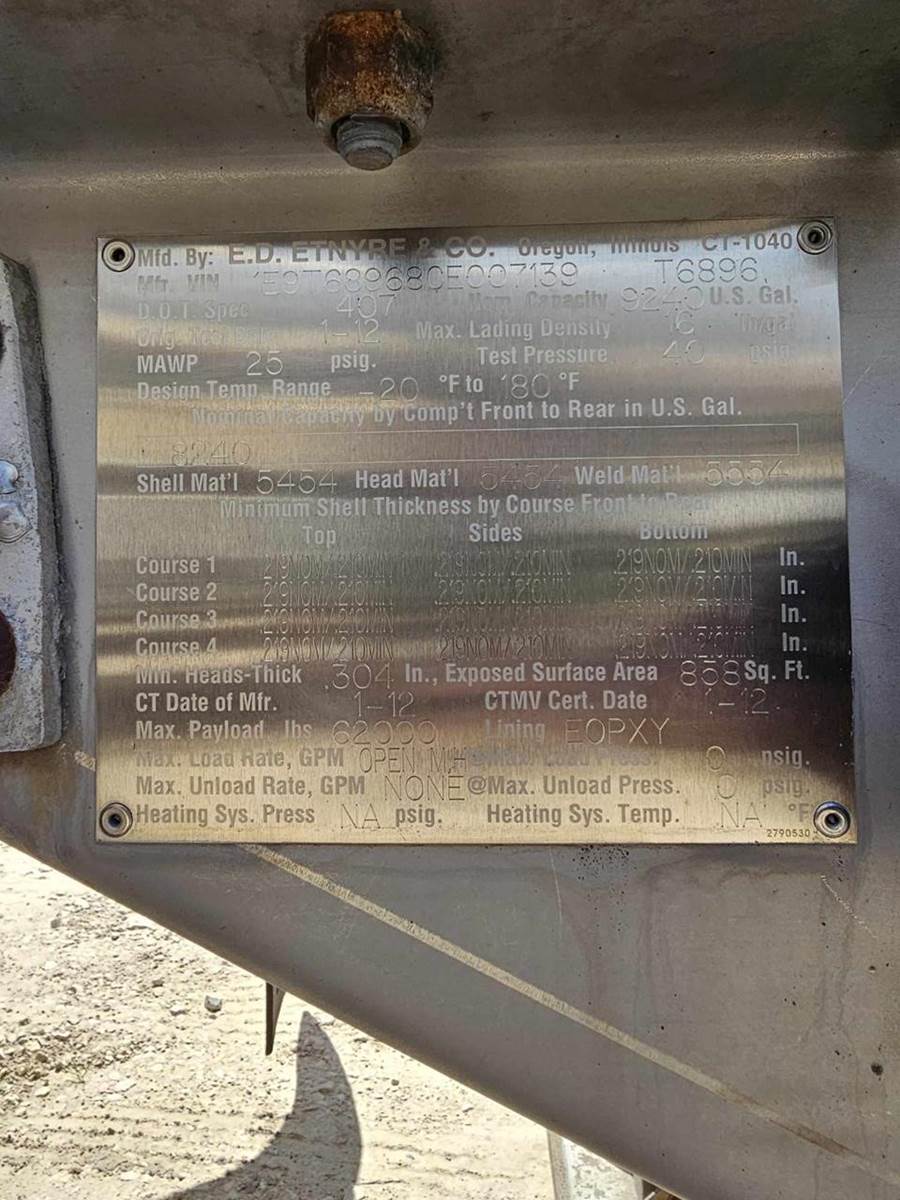 Mfd. By: E.D. ETNYRE & CO. Oregon, Illinois CT-1040
Mfr. VIN 1E9T68968CE007139 T6896
D.O.T. Spec 407 Nom. Capacity 9240 U.S. Gal.
Orig. Test Date 1-12 Max. Lading Density 16 lb/gal
MAWP 25 psig. Test Pressure 40 psig.
Design Temp. Range -20 °F to 180 °F
Nominal Capacity by Comp't Front to Rear in U.S. Gal.
Shell Mat'l 5454 Head Mat'l 5454 Weld Mat'l 5554
Minimum Shell Thickness by Course Front to Rear
Top Sides Bottom
Course 1 .219NOM/.210MIN .219NOM/.210MIN .219NOM/.210MIN In.
Course 2 .219NOM/.210MIN .219NOM/.210MIN .219NOM/.210MIN In.
Course 3 .219NOM/.210MIN .219NOM/.210MIN .219NOM/.210MIN In.
Course 4 .219NOM/.210MIN .219NOM/.210MIN .219NOM/.210MIN In.
Min. Heads-Thick .304 In., Exposed Surface Area 858 Sq. Ft.
CT Date of Mfr. 1-12 CTMV Cert. Date 1-12
Max. Payload, lbs 62000 Lining EOPXY
Max. Load Rate, GPM OPEN MH @Max. Load Press. 0 psig.
Max. Unload Rate, GPM NONE @Max. Unload Press. 0 psig.
Heating Sys. Press NA psig. Heating Sys. Temp. NA °F
2790530